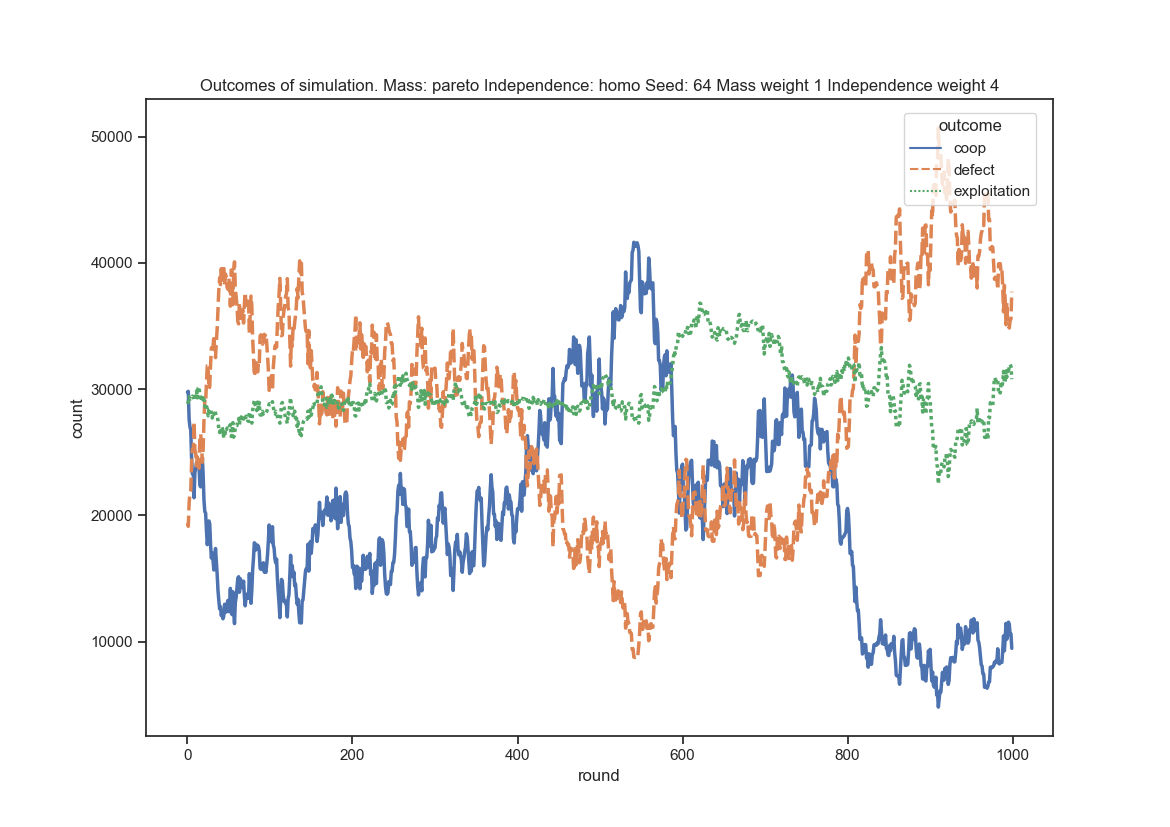 Outcomes of simulation. Mass: pareto Independence: homo Seed: 64 Mass weight 1 Independence weight 4
outcome
coop
defect
exploitation
count
50000
40000
30000
20000
10000
0 200 400 600 800 1000
round